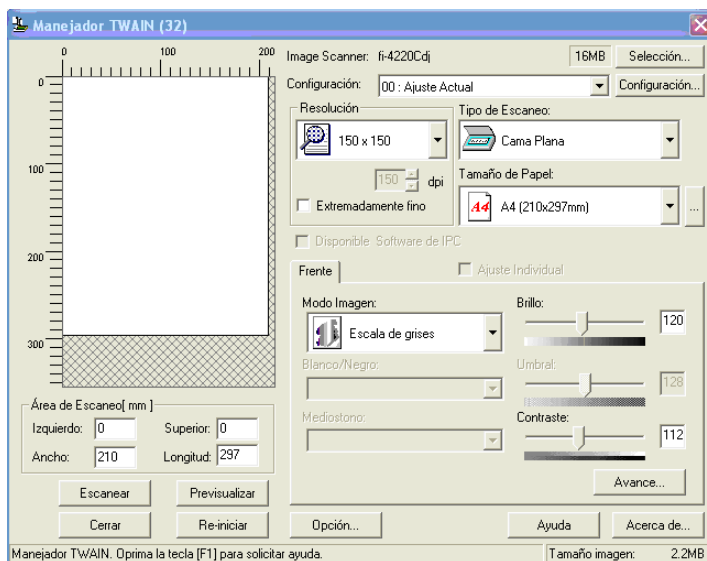 Manejador TWAIN (32)
0 100 200
0
100
200
300
Image Scanner: fi-4220Cdj 16MB Selección...
Configuración: 00 : Ajuste Actual Configuración...
Resolución
150 x 150
150 dpi
Extremadamente fino
Tipo de Escaneo:
Cama Plana
Tamaño de Papel:
A4 A4 (210x297mm) ...
Disponible Software de IPC
Frente Ajuste Individual
Modo Imagen:
Escala de grises
Blanco/Negro:
Mediostono:
Brillo:
120
Umbral:
128
Contraste:
112
Avance...
Área de Escaneo[ mm ]
Izquierdo: 0 Superior: 0
Ancho: 210 Longitud: 297
Escanear Previsualizar
Cerrar Re-iniciar Opción... Ayuda Acerca de...
Manejador TWAIN. Oprima la tecla [F1] para solicitar ayuda. Tamaño imagen: 2.2MB